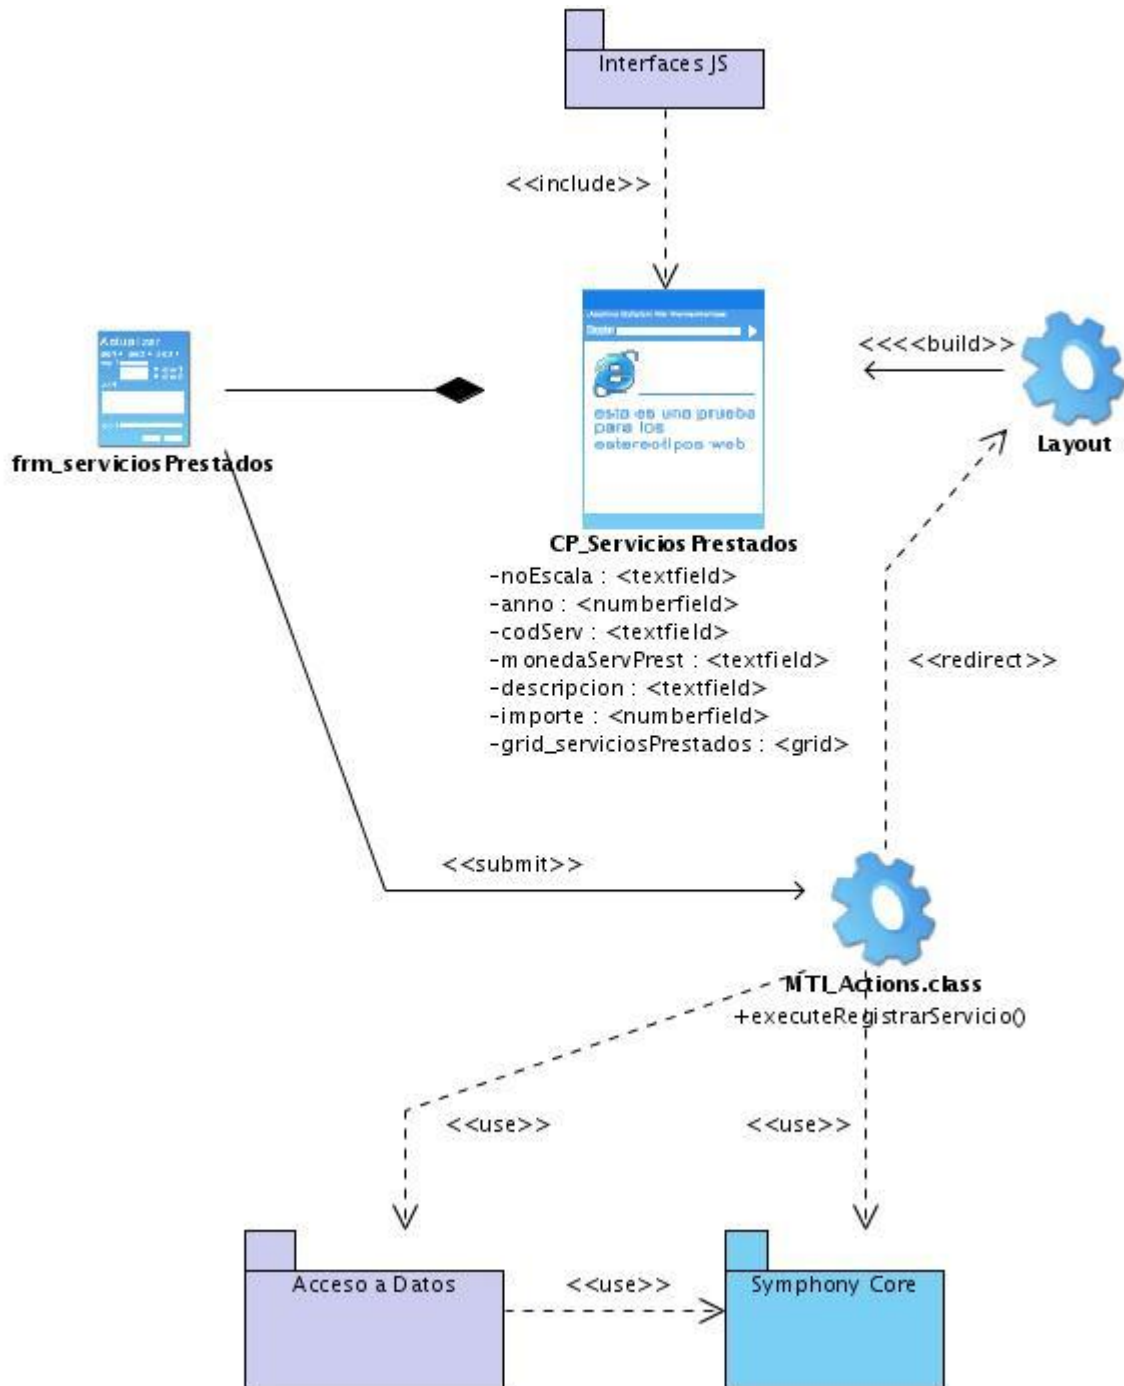 Interfaces JS
<<include>>
Actualizar
esta es una prueba
para los
estereotipos web
<<<<build>>
Layout
frm_serviciosPrestados
CP_ServiciosPrestados
-noEscala : <textfield>
-anno : <numberfield>
-codServ : <textfield>
-monedaServPrest : <textfield>
-descripcion : <textfield>
-importe : <numberfield>
-grid_serviciosPrestados : <grid>
<<redirect>>
<<submit>>
MTI_Actions.class
+executeRegistrarServicio()
<<use>>
<<use>>
Acceso a Datos
<<use>>
Symphony Core